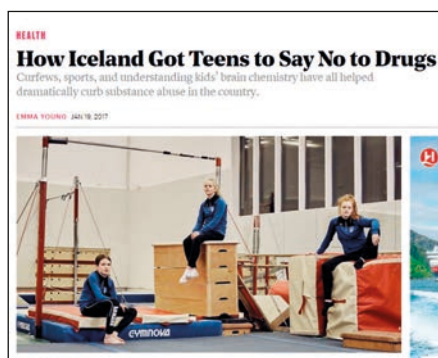 HEALTH
How Iceland Got Teens to Say No to Drugs
Curfews, sports, and understanding kids' brain chemistry have all helped
dramatically curb substance abuse in the country.
EMMA YOUNG JAN 19, 2017
GYMNOVA